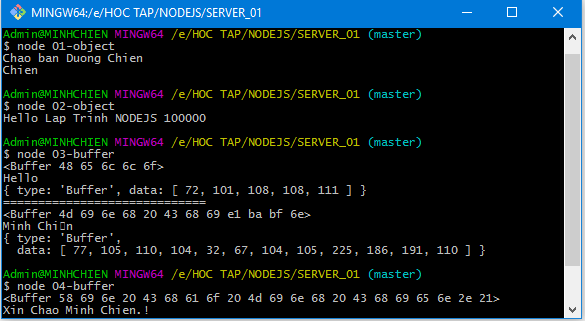 MINGW64:/e/HOC TAP/NODEJS/SERVER_01
Admin@MINHCHIEN MINGW64 /e/HOC TAP/NODEJS/SERVER_01 (master)
$ node 01-object
Chao ban Duong Chien
Chien
Admin@MINHCHIEN MINGW64 /e/HOC TAP/NODEJS/SERVER_01 (master)
$ node 02-object
Hello Lap Trinh NODEJS 100000
Admin@MINHCHIEN MINGW64 /e/HOC TAP/NODEJS/SERVER_01 (master)
$ node 03-buffer
<Buffer 48 65 6c 6c 6f>
Hello
{ type: 'Buffer', data: [ 72, 101, 108, 108, 111 ] }
============================
<Buffer 4d 69 6e 68 20 43 68 69 e1 ba bf 6e>
Minh Chi▯n
{ type: 'Buffer',
data: [ 77, 105, 110, 104, 32, 67, 104, 105, 225, 186, 191, 110 ] }
Admin@MINHCHIEN MINGW64 /e/HOC TAP/NODEJS/SERVER_01 (master)
$ node 04-buffer
<Buffer 58 69 6e 20 43 68 61 6f 20 4d 69 6e 68 20 43 68 69 65 6e 2e 21>
Xin Chao Minh Chien.!